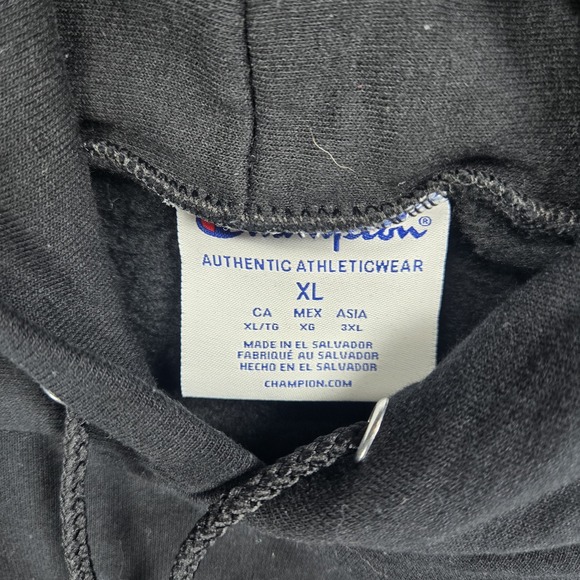 Champion®
AUTHENTIC ATHLETICWEAR
XL
CA MEX ASIA
XL/TG XG 3XL
MADE IN EL SALVADOR
FABRIQUÉ AU SALVADOR
HECHO EN EL SALVADOR
CHAMPION.COM